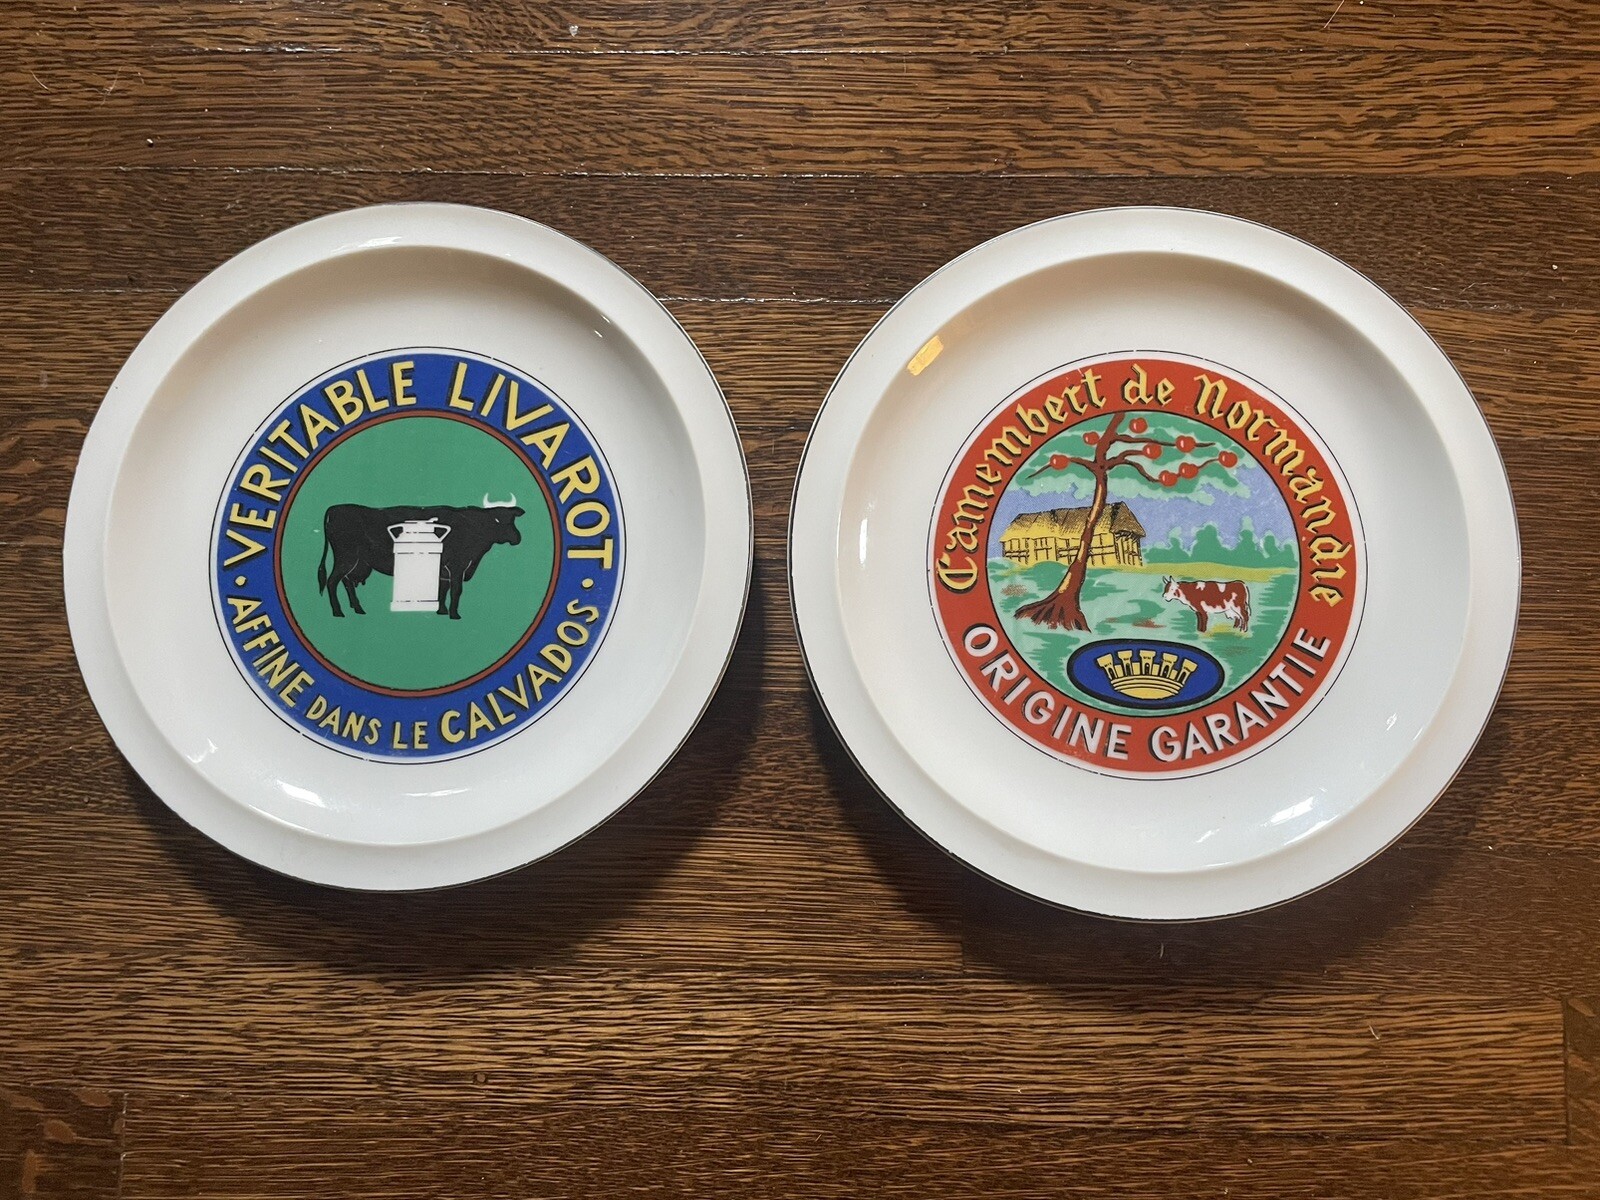 VERITABLE LIVAROT
· AFFINE DANS LE CALVADOS ·
Camembert de Normandie
ORIGINE GARANTIE